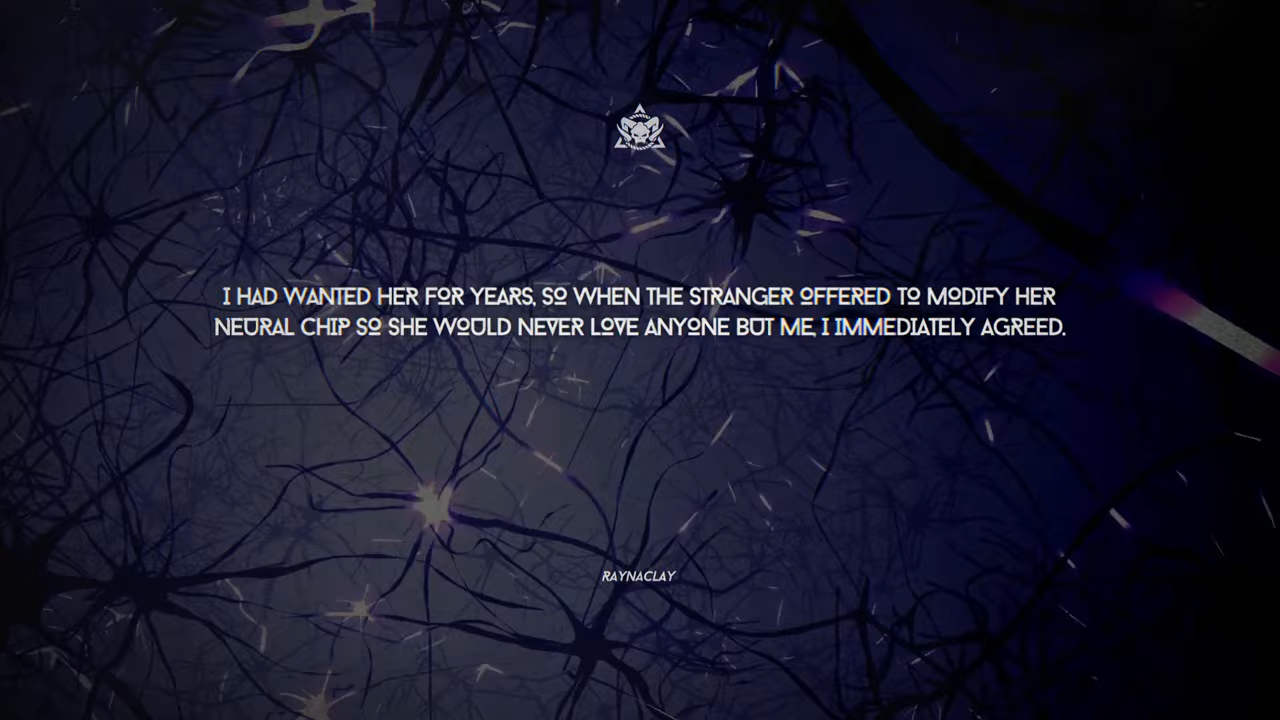 I HAD WANTED HER FOR YEARS, SO WHEN THE STRANGER OFFERED TO MODIFY HER
NEURAL CHIP SO SHE WOULD NEVER LOVE ANYONE BUT ME, I IMMEDIATELY AGREED.
RAYNACLAY